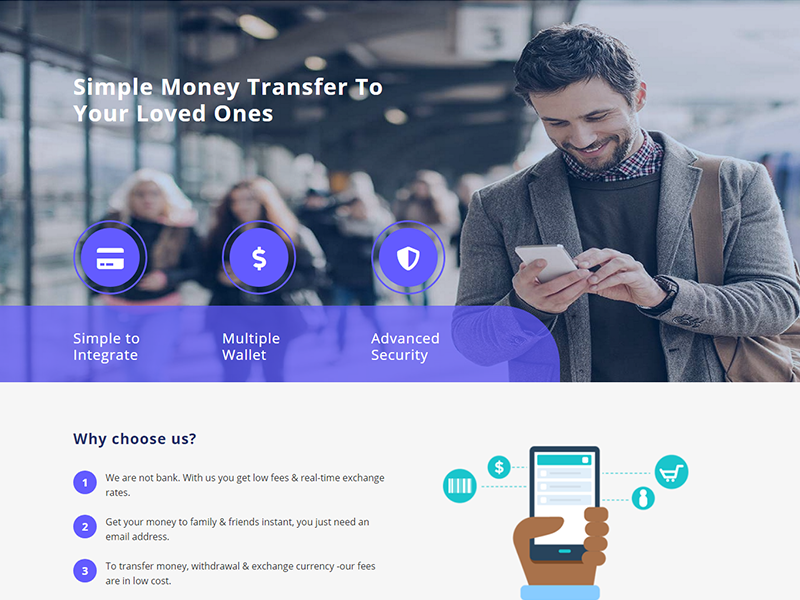 Simple Money Transfer To
Your Loved Ones
3
$
Simple to
Integrate
Multiple
Wallet
Advanced
Security
Why choose us?
1
We are not bank. With us you get low fees & real-time exchange
rates.
2
Get your money to family & friends instant, you just need an
email address.
3
To transfer money, withdrawal & exchange currency -our fees
are in low cost.
$